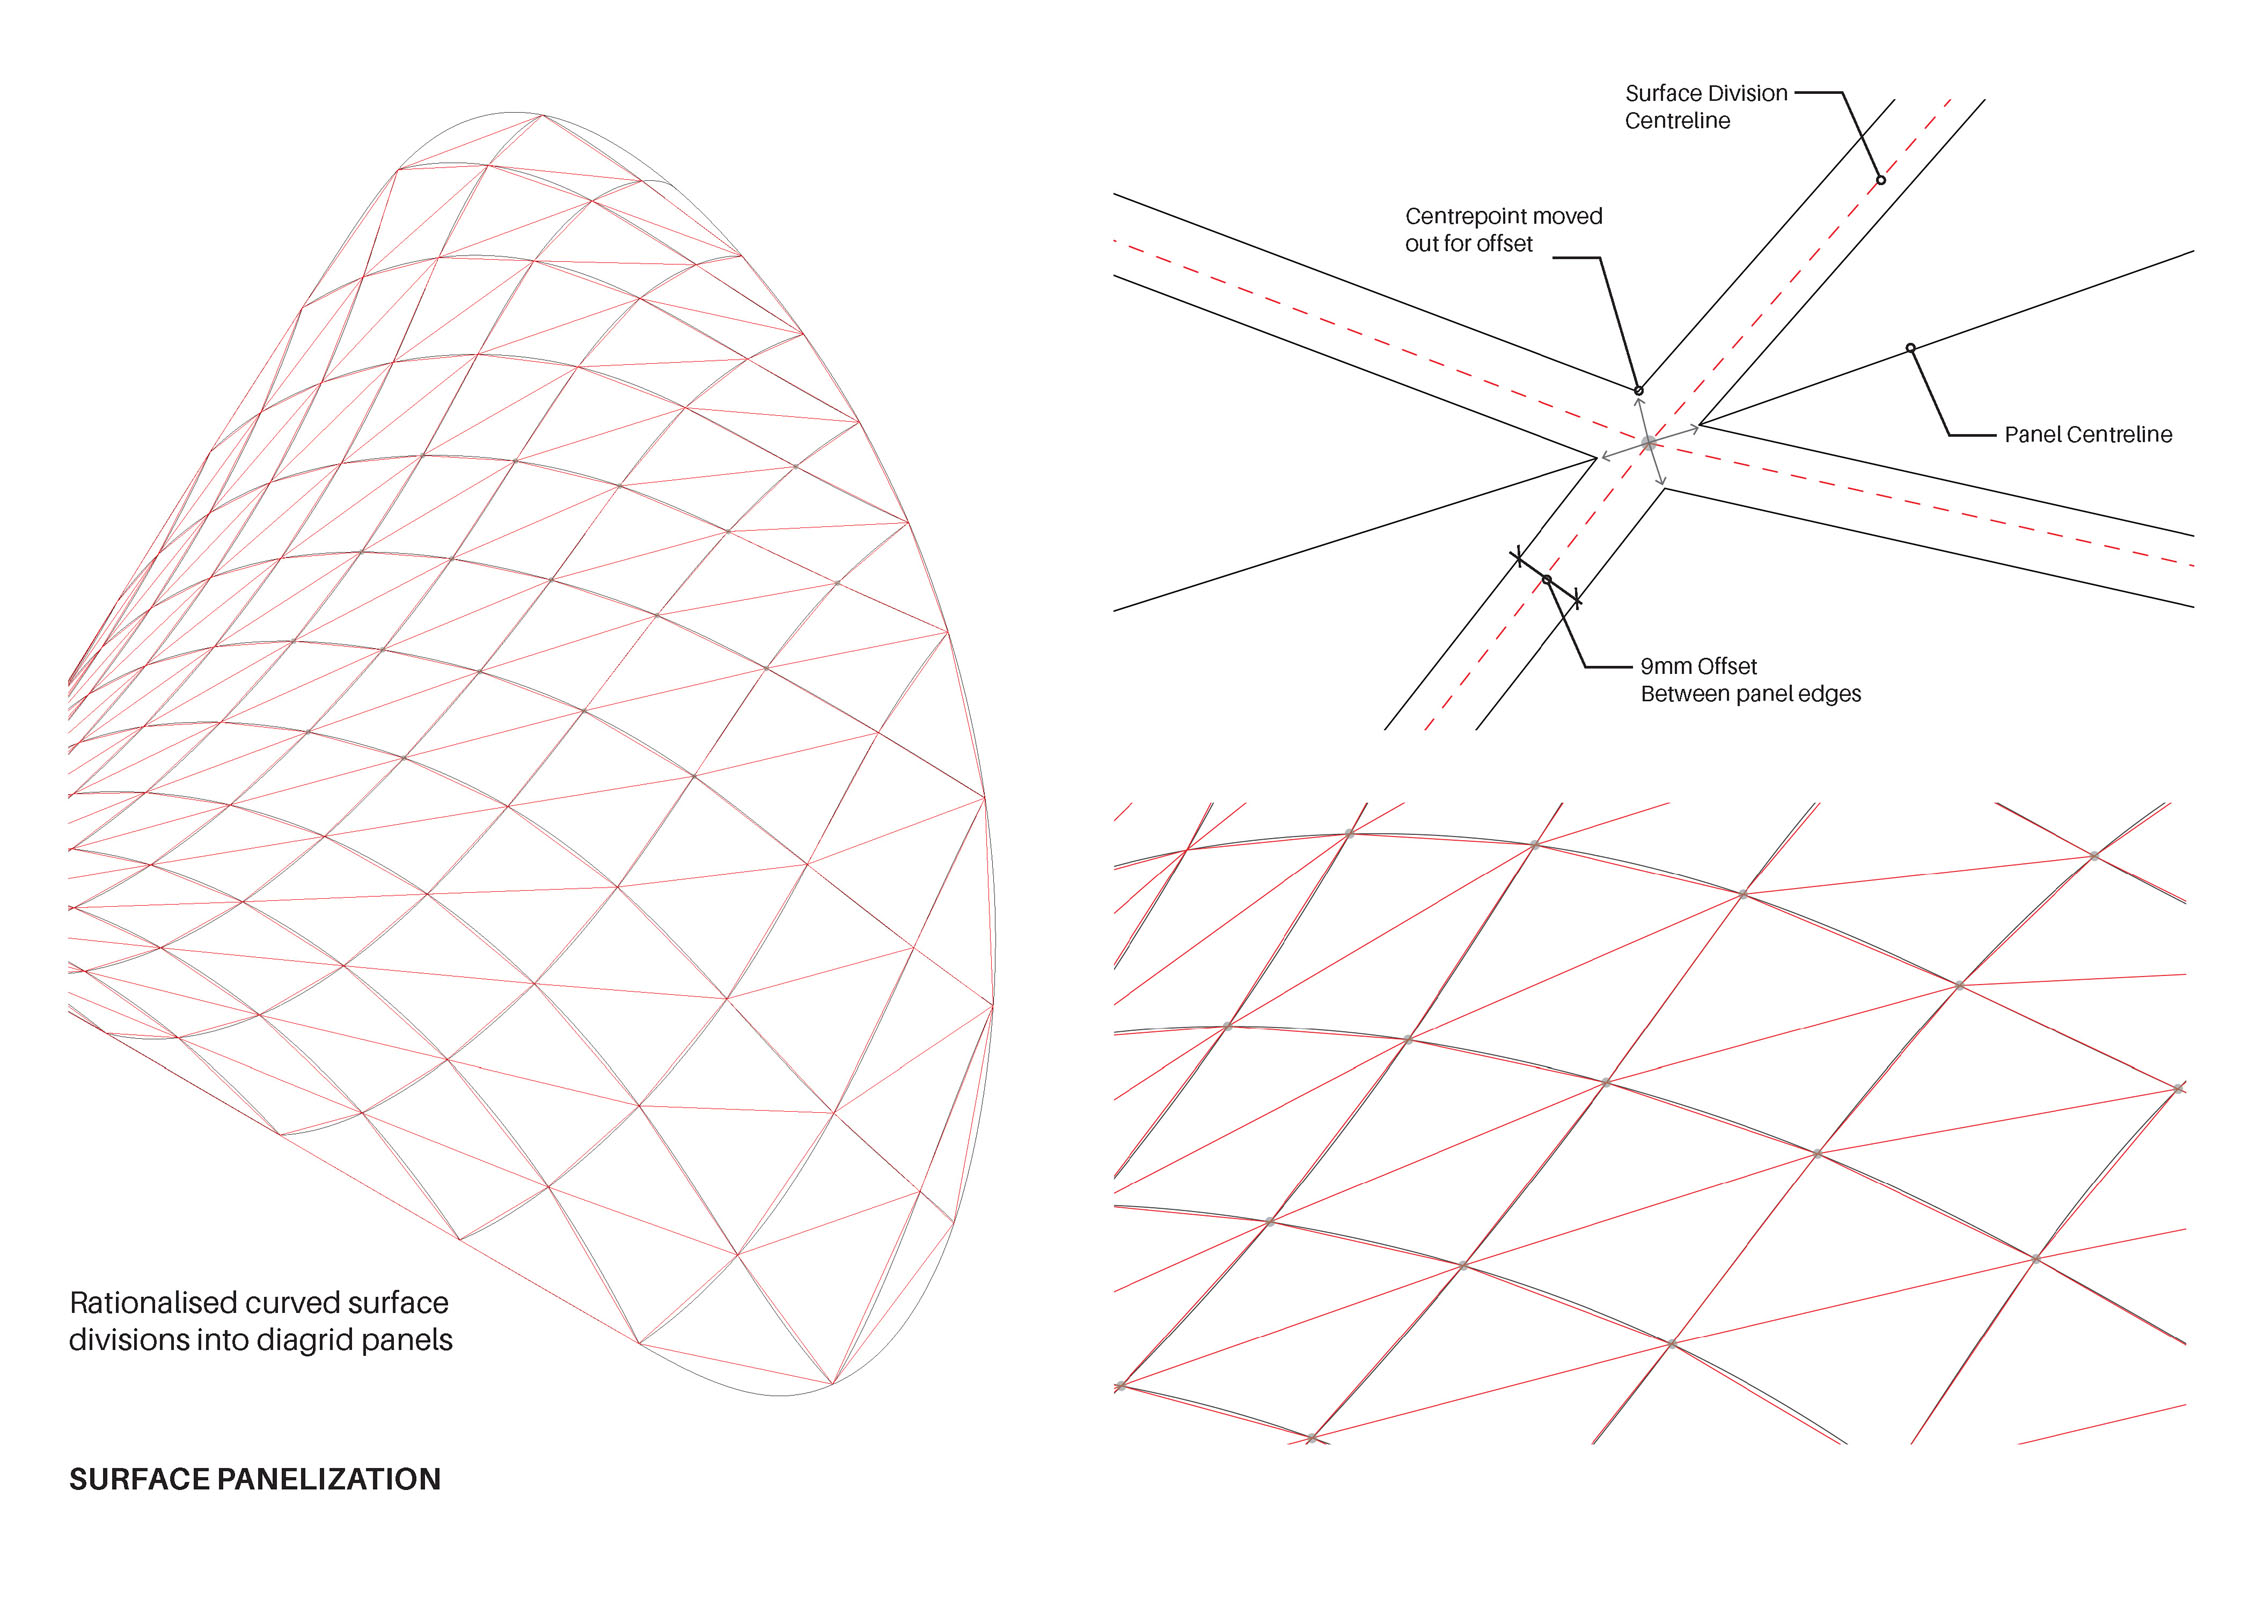 Surface Division
Centreline
Centrepoint moved
out for offset
Panel Centreline
9mm Offset
Between panel edges
Rationalised curved surface
divisions into diagrid panels
SURFACE PANELIZATION